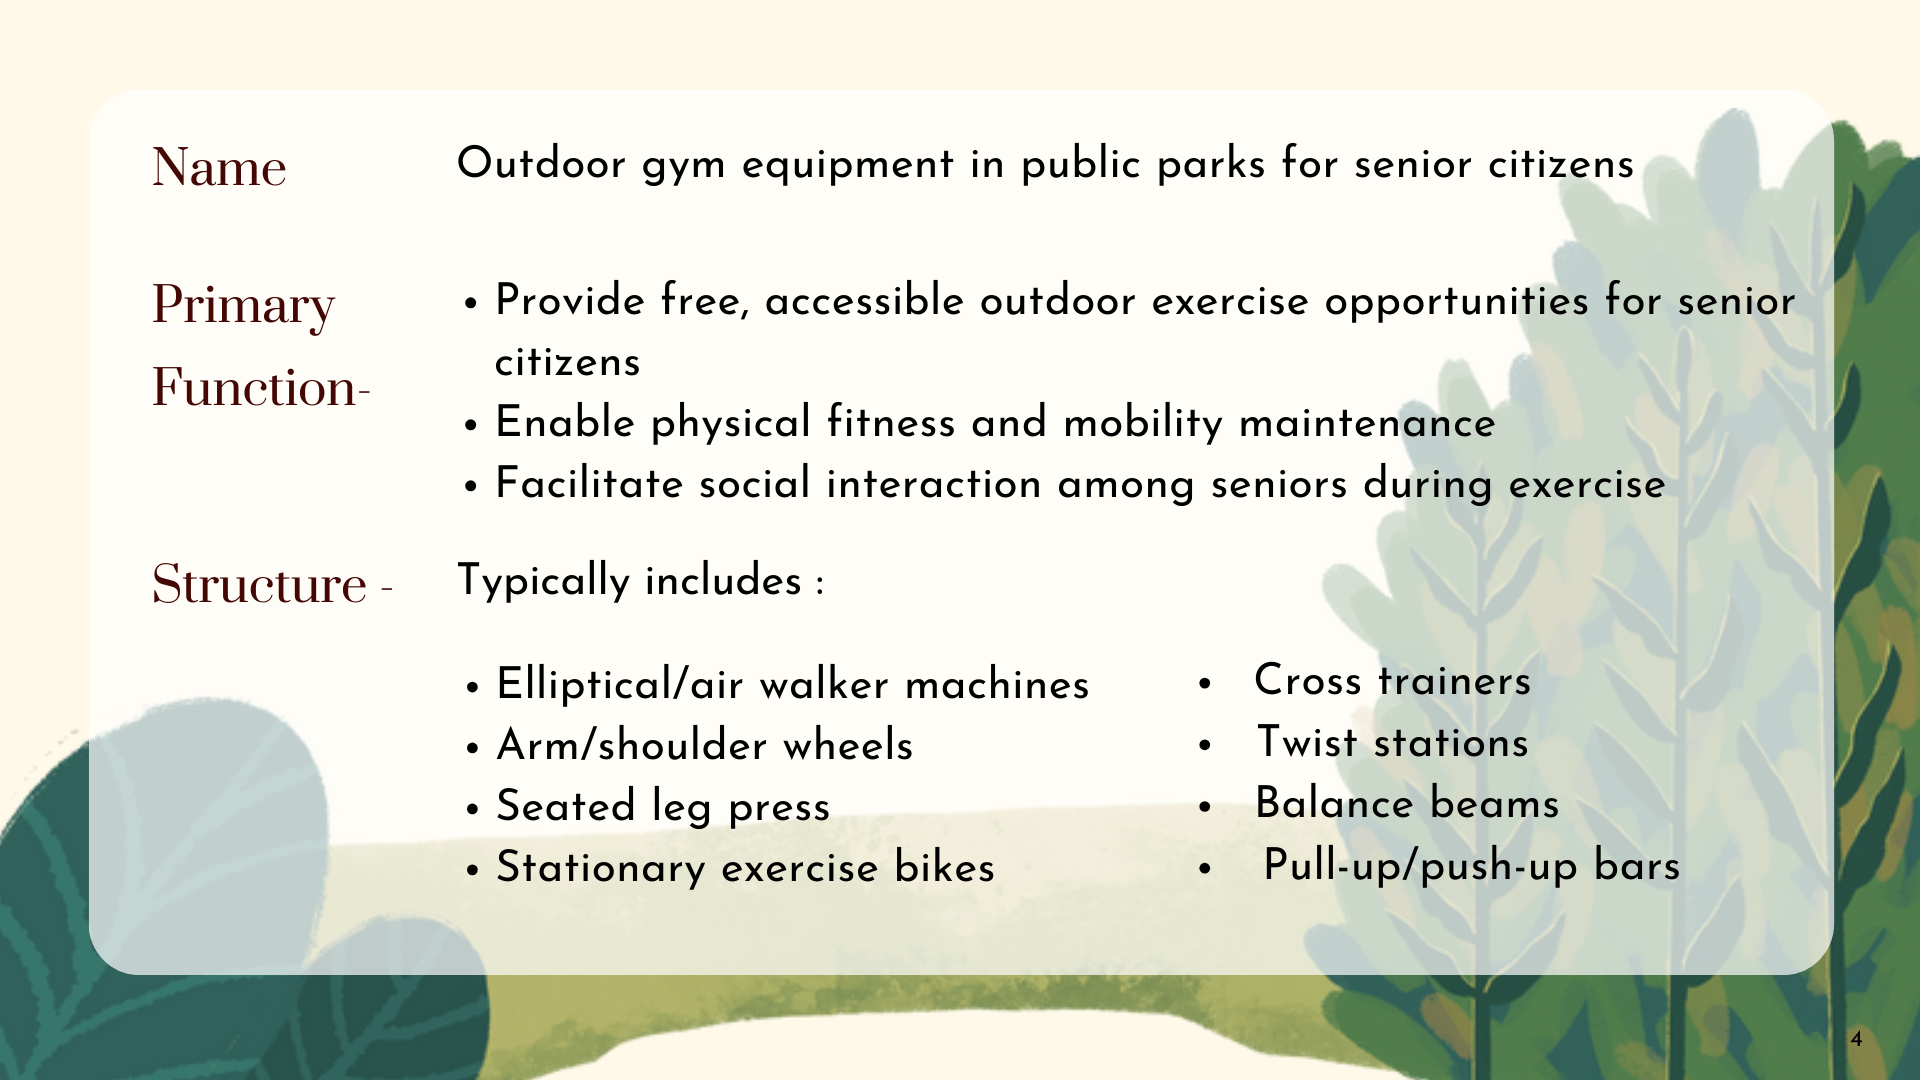 Name
Outdoor gym equipment in public parks for senior citizens
Primary
Function-
• Provide free, accessible outdoor exercise opportunities for senior
citizens
• Enable physical fitness and mobility maintenance
• Facilitate social interaction among seniors during exercise
Structure -
Typically includes :
• Elliptical/air walker machines
• Arm/shoulder wheels
• Seated leg press
• Stationary exercise bikes
• Cross trainers
• Twist stations
• Balance beams
• Pull-up/push-up bars
4